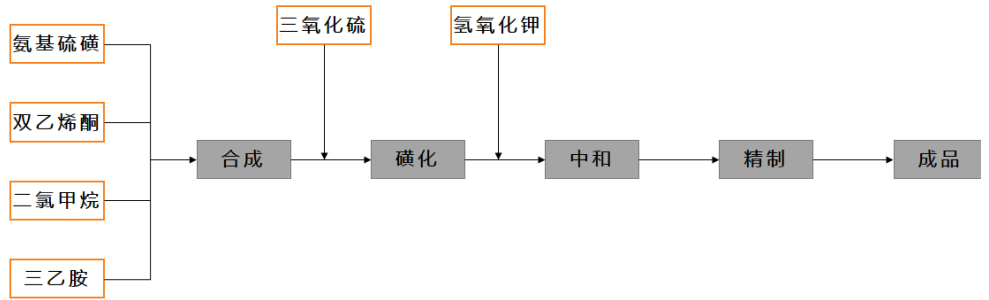 三氧化硫
氢氧化钾
氨基硫磺
双乙烯酮
合成
磺化
中和
精制
成品
二氯甲烷
三乙胺